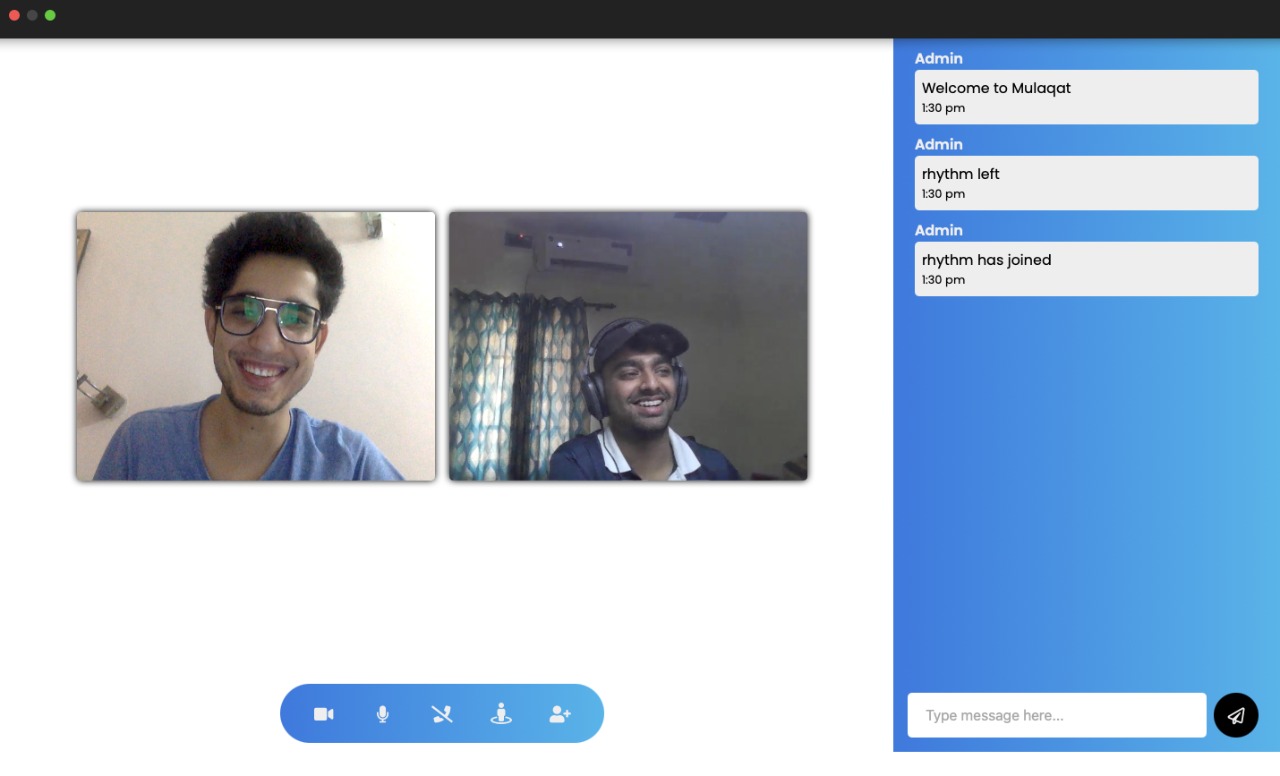 Admin
Welcome to Mulaqat
1:30 pm
Admin
rhythm left
1:30 pm
Admin
rhythm has joined
1:30 pm
Type message here...